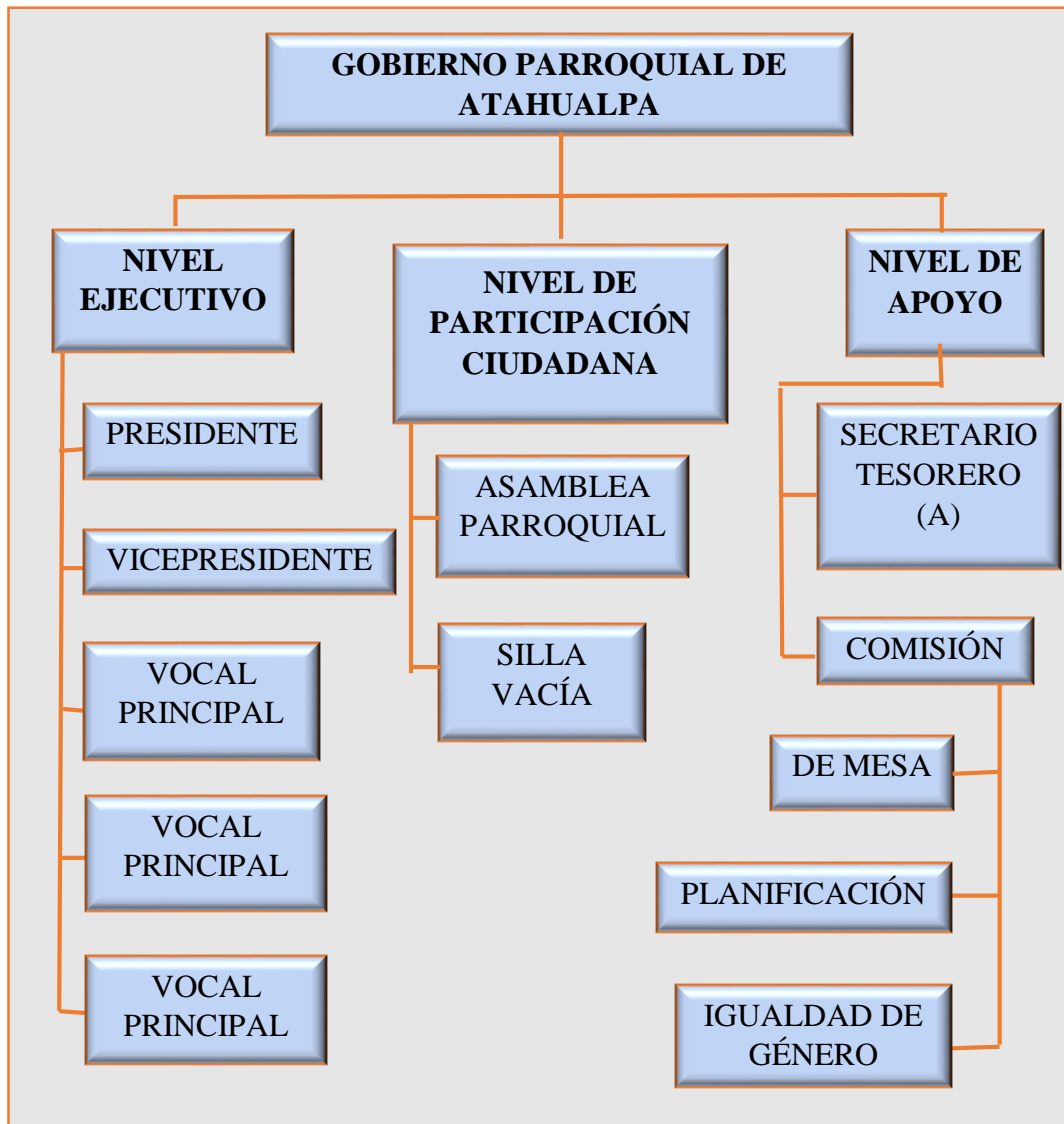 GOBIERNO PARROQUIAL DE
ATAHUALPA
NIVEL
EJECUTIVO
PRESIDENTE
VICEPRESIDENTE
VOCAL
PRINCIPAL
VOCAL
PRINCIPAL
VOCAL
PRINCIPAL
NIVEL DE
PARTICIPACIÓN
CIUDADANA
ASAMBLEA
PARROQUIAL
SILLA
VACÍA
NIVEL DE
APOYO
SECRETARIO
TESORERO
(A)
COMISIÓN
DE MESA
PLANIFICACIÓN
IGUALDAD DE
GÉNERO